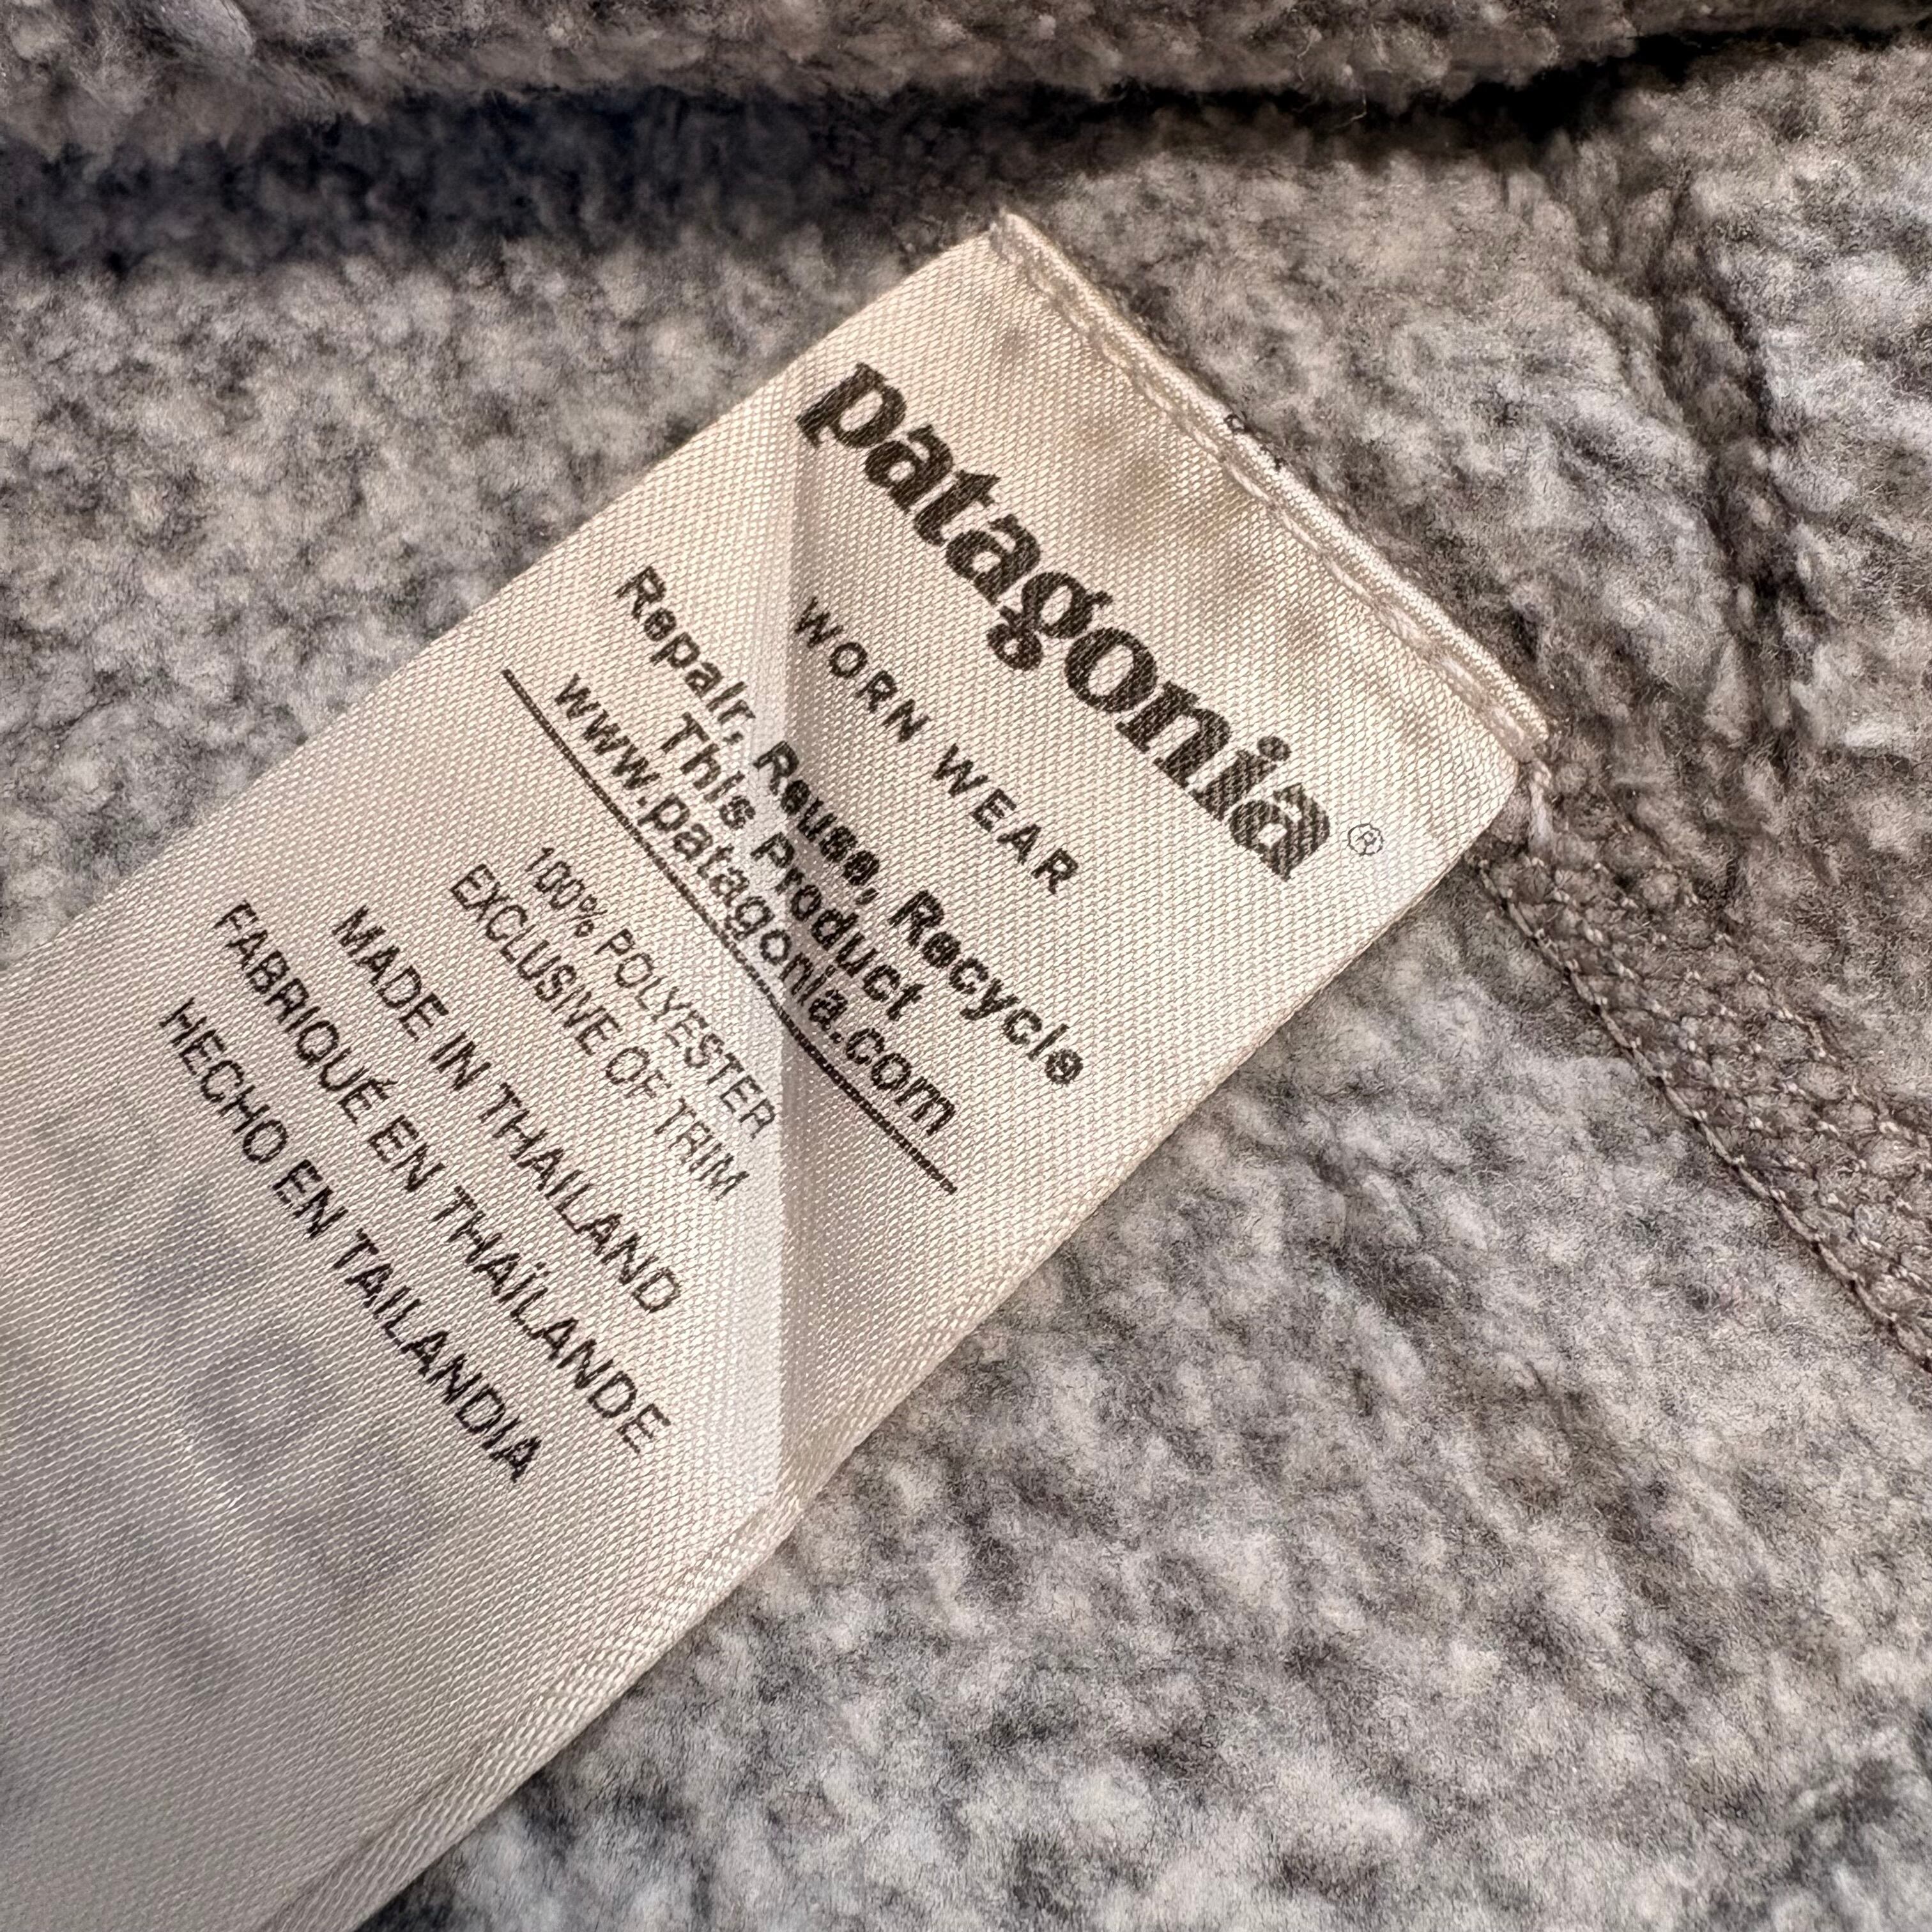 patagonia®
WORN WEAR
Repair, Reuse, Recycle
This Product
www.patagonia.com
100% POLYESTER
EXCLUSIVE OF TRIM
MADE IN THAILAND
FABRIQUÉ EN THAÏLANDE
HECHO EN TAILANDIA